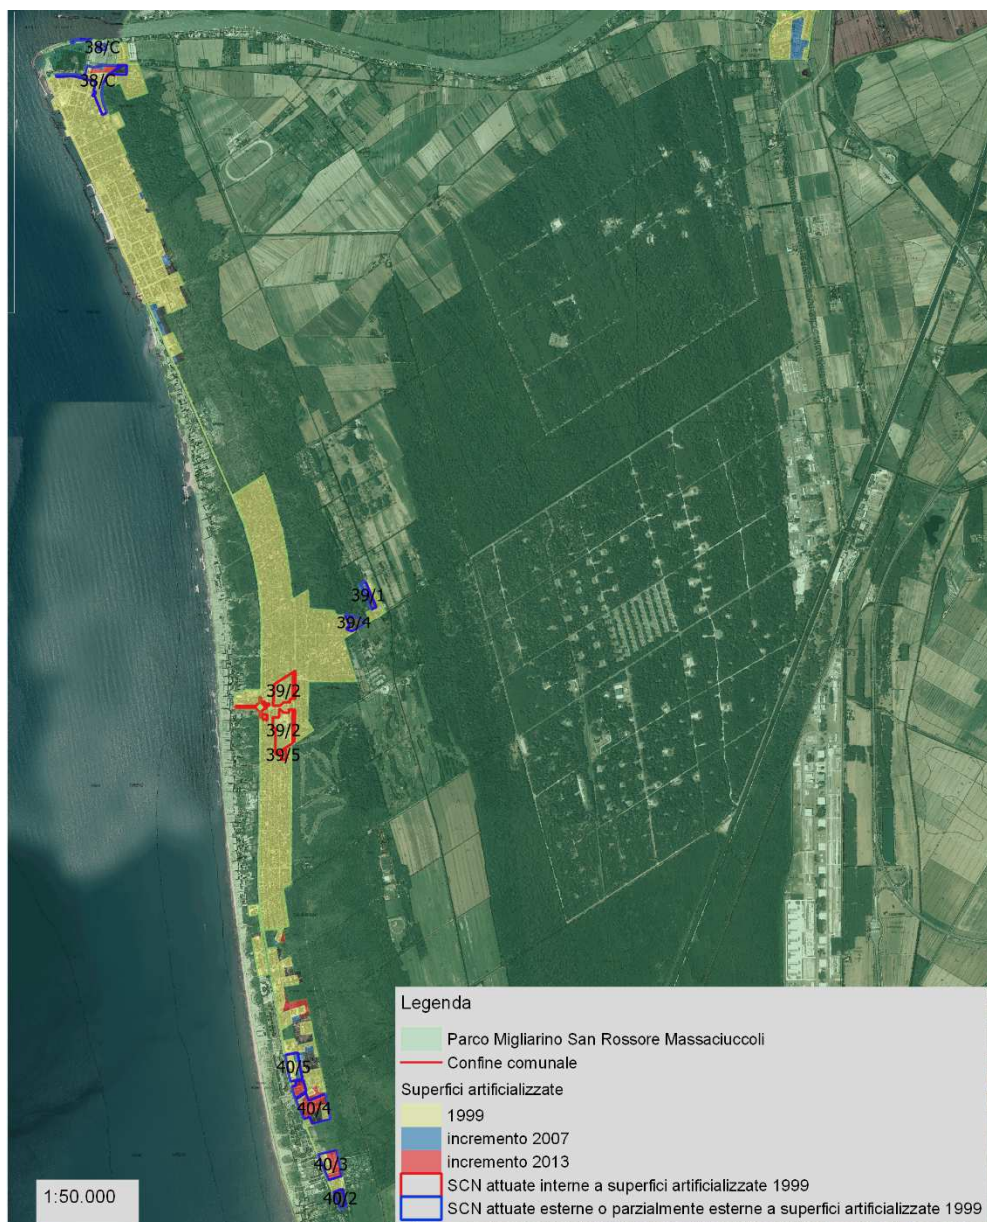 38/C
38/C
39/1
39/4
39/2
39/2
39/5
40/5
40/4
40/3
40/2
Legenda
Parco Migliarino San Rossore Massaciuccoli
Confine comunale
Superfici artificializzate
1999
incremento 2007
incremento 2013
SCN attuate interne a superfici artificializzate 1999
SCN attuate esterne o parzialmente esterne a superfici artificializzate 1999
1:50.000